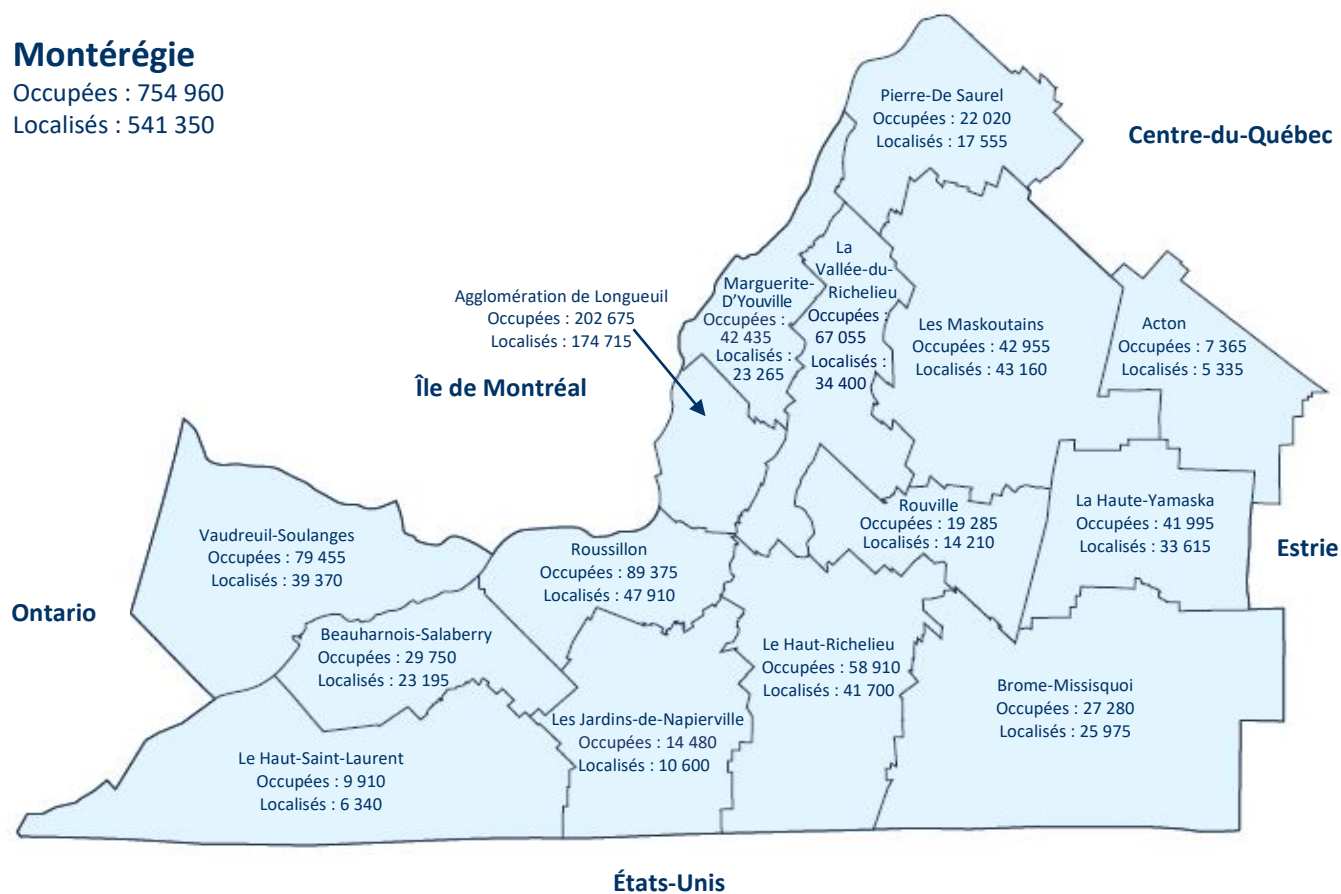 Montérégie
Occupées : 754 960
Localisés : 541 350
Pierre-De Saurel
Occupées : 22 020
Localisés : 17 555
Centre-du-Québec
La
Vallée-du-
Richelieu
Occupées :
67 055
Localisés :
34 400
Marguerite-
D'Youville
Occupées :
42 435
Localisés :
23 265
Agglomération de Longueuil
Occupées : 202 675
Localisés : 174 715
Les Maskoutains
Occupées : 42 955
Localisés : 43 160
Acton
Occupées : 7 365
Localisés : 5 335
Île de Montréal
Rouville
Occupées : 19 285
Localisés : 14 210
La Haute-Yamaska
Occupées : 41 995
Localisés : 33 615
Estrie
Vaudreuil-Soulanges
Occupées : 79 455
Localisés : 39 370
Roussillon
Occupées : 89 375
Localisés : 47 910
Ontario
Beauharnois-Salaberry
Occupées : 29 750
Localisés : 23 195
Le Haut-Richelieu
Occupées : 58 910
Localisés : 41 700
Brome-Missisquoi
Occupées : 27 280
Localisés : 25 975
Les Jardins-de-Napierville
Occupées : 14 480
Localisés : 10 600
Le Haut-Saint-Laurent
Occupées : 9 910
Localisés : 6 340
États-Unis